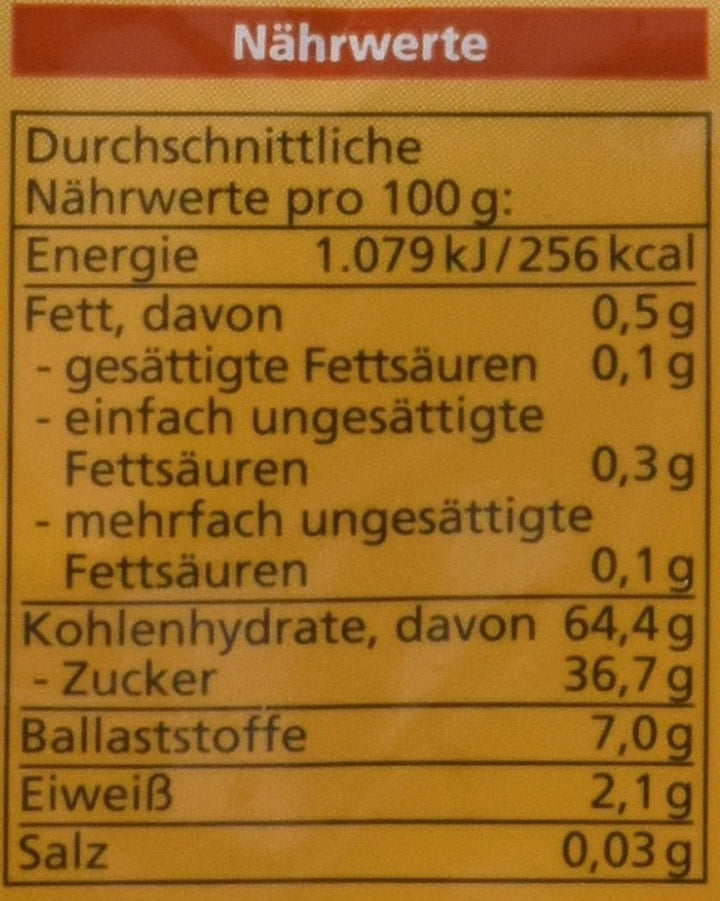 Nährwerte
Durchschnittliche
Nährwerte pro 100 g:
Energie 1.079 kJ/256 kcal
Fett, davon 0,5 g
- gesättigte Fettsäuren 0,1 g
- einfach ungesättigte
Fettsäuren 0,3 g
- mehrfach ungesättigte
Fettsäuren 0,1 g
Kohlenhydrate, davon 64,4 g
- Zucker 36,7 g
Ballaststoffe 7,0 g
Eiweiß 2,1 g
Salz 0,03 g